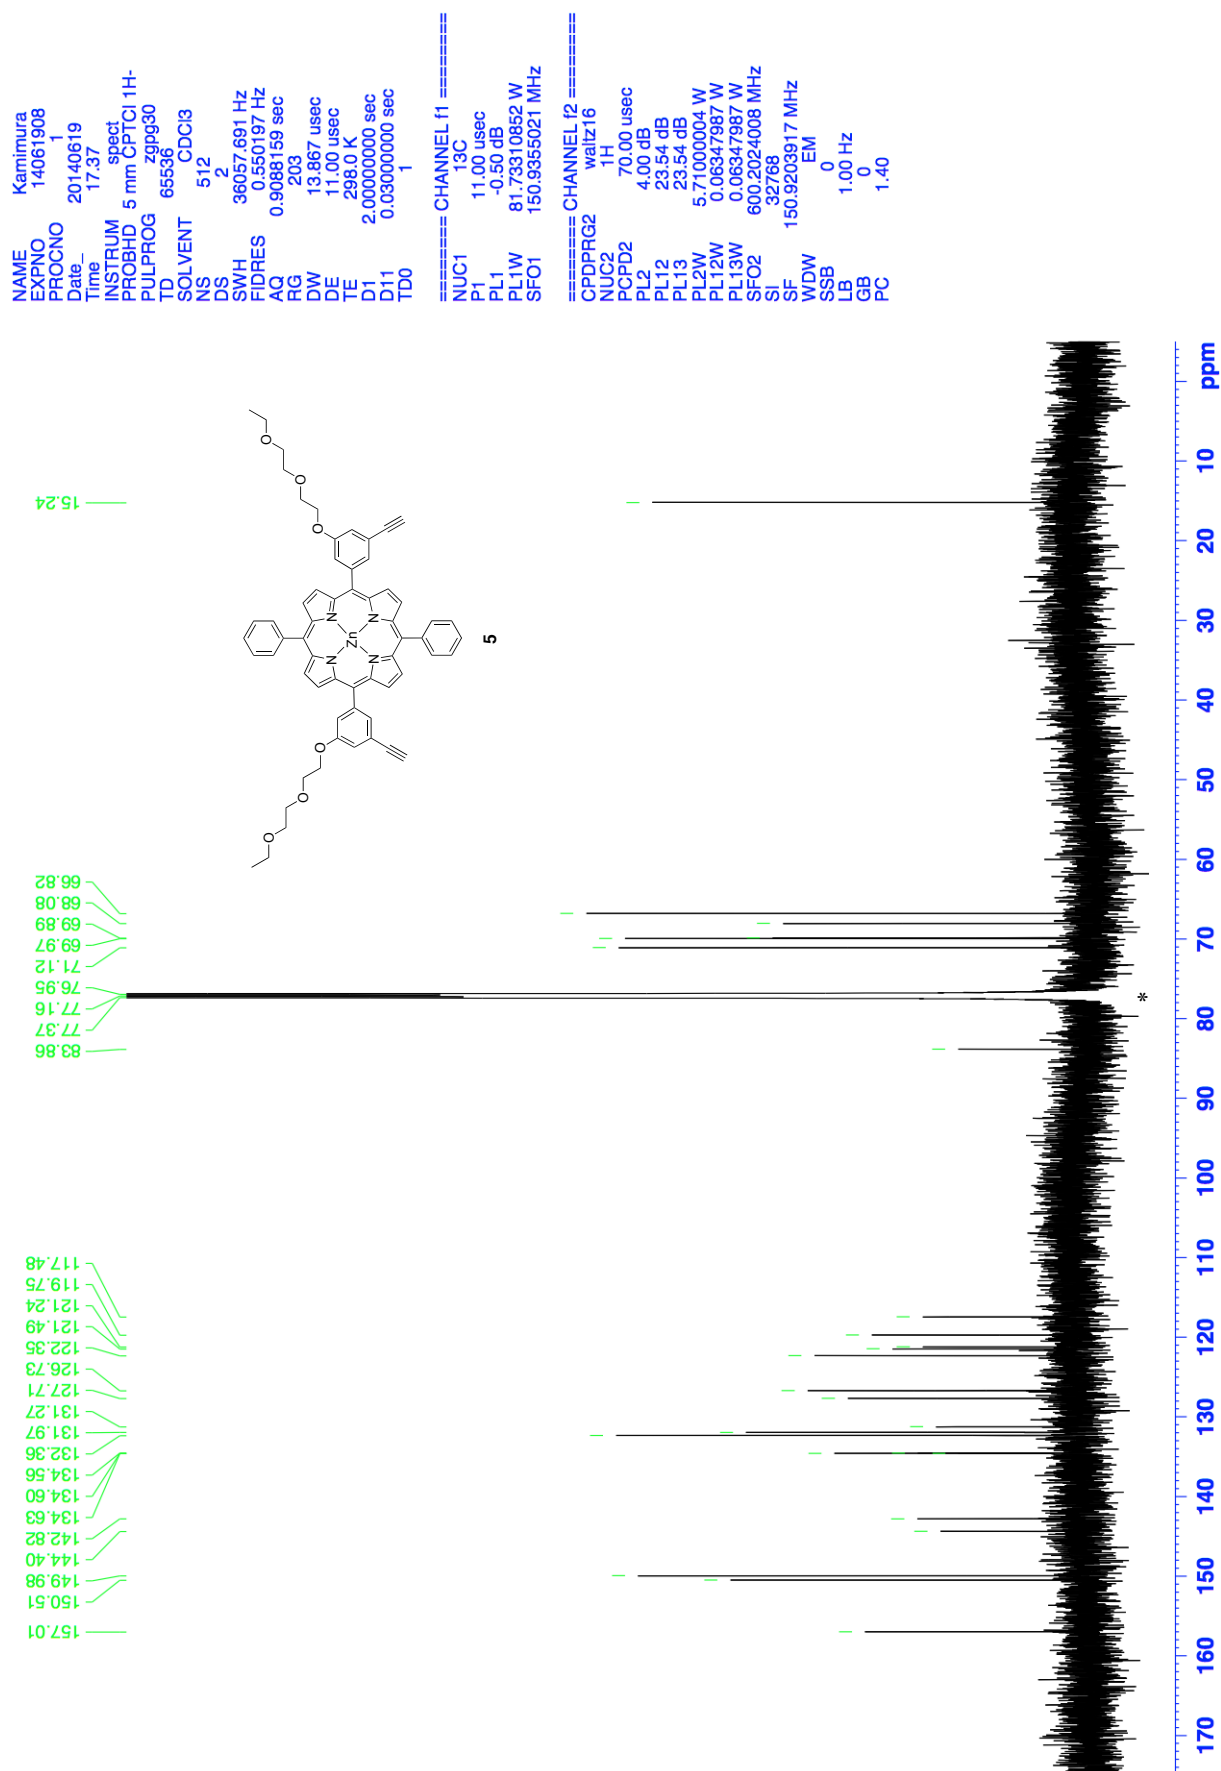 NAME Kamimura
EXPNO 14061908
PROCNO 1
Date_ 20140619
Time 17.37
INSTRUM spect
PROBHD 5 mm CPTCI 1H-
PULPROG zgpg30
TD 65536
SOLVENT CDCl3
NS 512
DS 2
SWH 36057.691 Hz
FIDRES 0.550197 Hz
AQ 0.9088159 sec
RG 203
DW 13.867 usec
DE 11.00 usec
TE 298.0 K
D1 2.00000000 sec
D11 0.03000000 sec
TD0 1
======== CHANNEL f1 ========
NUC1 13C
P1 11.00 usec
PL1 -0.50 dB
PL1W 81.73310852 W
SFO1 150.9355021 MHz
======== CHANNEL f2 ========
CPDPRG2 waltz16
NUC2 1H
PCPD2 70.00 usec
PL2 4.00 dB
PL12 23.54 dB
PL13 23.54 dB
PL2W 5.71000004 W
PL12W 0.06347987 W
PL13W 0.06347987 W
SFO2 600.2024008 MHz
SI 32768
SF 150.9203917 MHz
WDW EM
SSB 0
LB 1.00 Hz
GB 0
PC 1.40
157.01
150.51
149.98
144.40
142.82
134.63
134.60
134.56
132.36
131.97
131.27
127.71
126.73
122.35
121.49
121.24
119.75
117.48
83.86
77.37
77.16
76.95
71.12
69.97
69.89
68.08
66.82
15.24
O
O
O
N
N
Zn
N
N
O
O
O
5
*
170 160 150 140 130 120 110 100 90 80 70 60 50 40 30 20 10 ppm